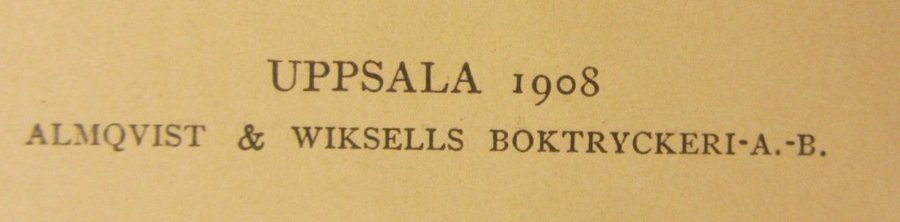 UPPSALA 1908
ALMQVIST & WIKSELLS BOKTRYCKERI-A.-B.